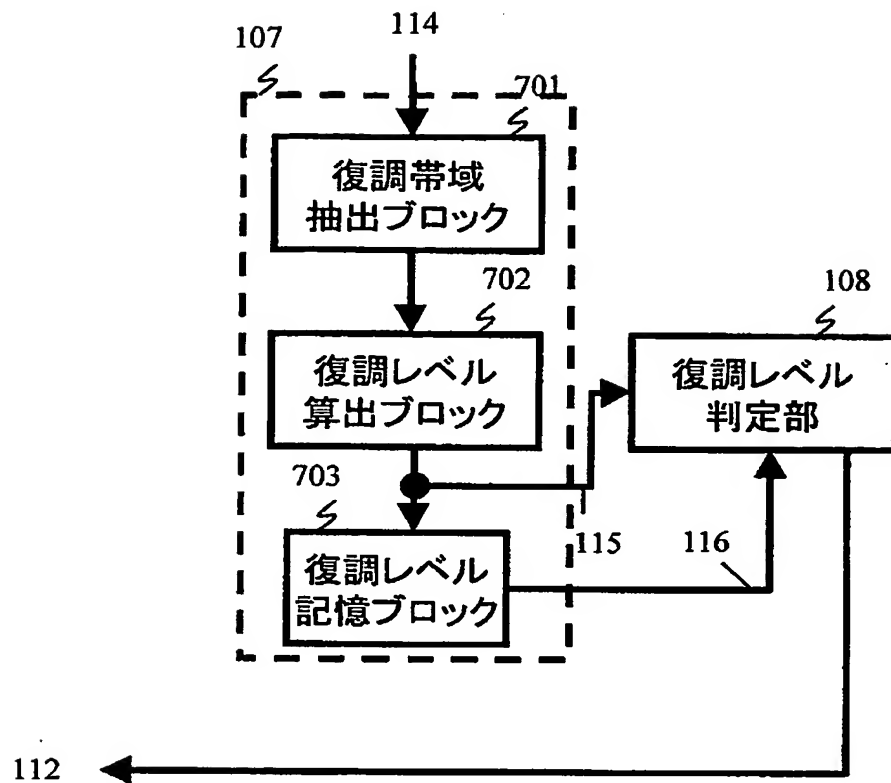 107
114
701
復調帯域
抽出ブロック
702
108
復調レベル
算出ブロック
復調レベル
判定部
703
115
116
復調レベル
記憶ブロック
112